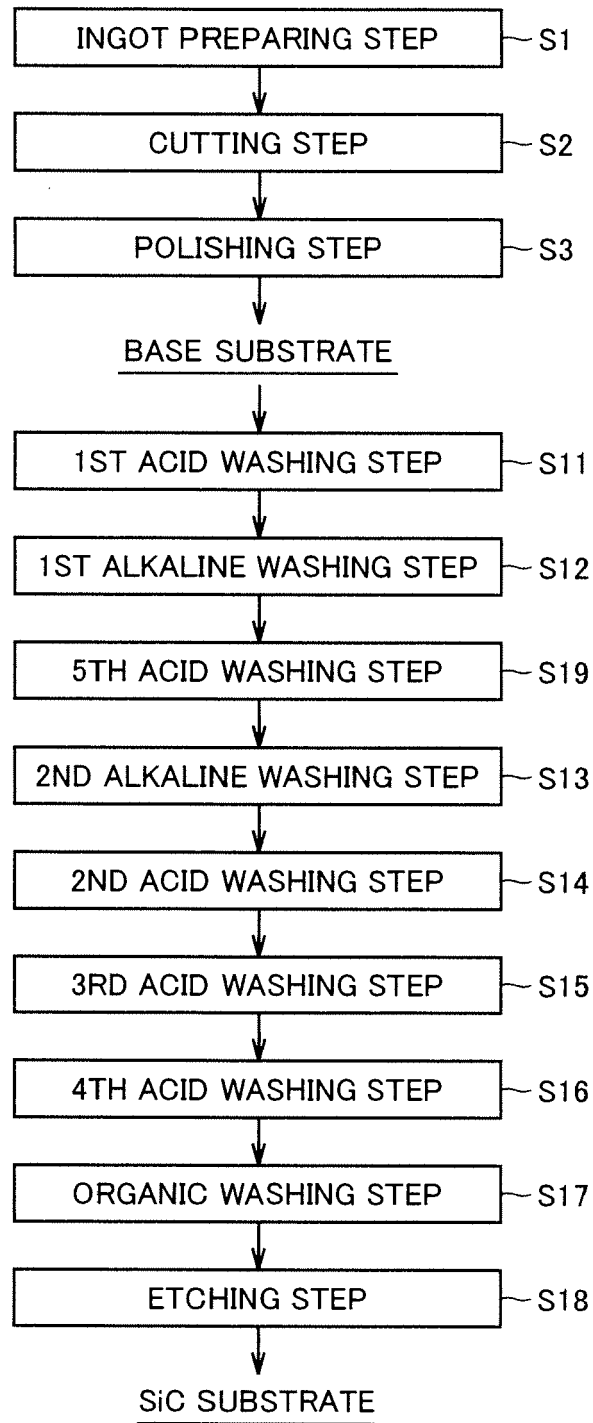 INGOT PREPARING STEP S1
CUTTING STEP S2
POLISHING STEP S3
BASE SUBSTRATE
1ST ACID WASHING STEP S11
1ST ALKALINE WASHING STEP S12
5TH ACID WASHING STEP S19
2ND ALKALINE WASHING STEP S13
2ND ACID WASHING STEP S14
3RD ACID WASHING STEP S15
4TH ACID WASHING STEP S16
ORGANIC WASHING STEP S17
ETCHING STEP S18
SiC SUBSTRATE